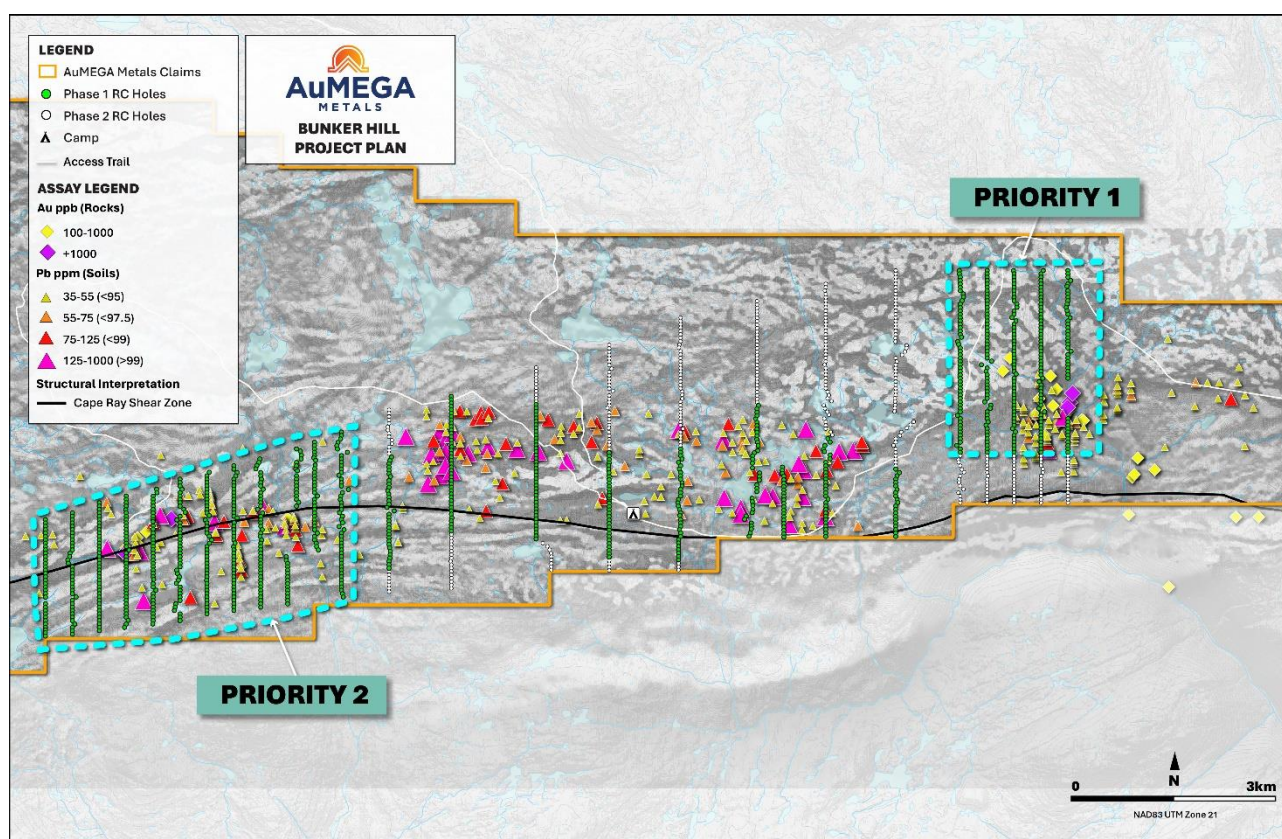 LEGEND
AuMEGA Metals Claims
Phase 1 RC Holes
Phase 2 RC Holes
Camp
Access Trail
ASSAY LEGEND
Au ppb (Rocks)
100-1000
+1000
Pb ppm (Soils)
35-55 (<95)
55-75 (<97.5)
75-125 (<99)
125-1000 (>99)
Structural Interpretation
Cape Ray Shear Zone
AuMEGA
METALS
BUNKER HILL
PROJECT PLAN
PRIORITY 1
PRIORITY 2
N
0 3km
NAD83 UTM Zone 21